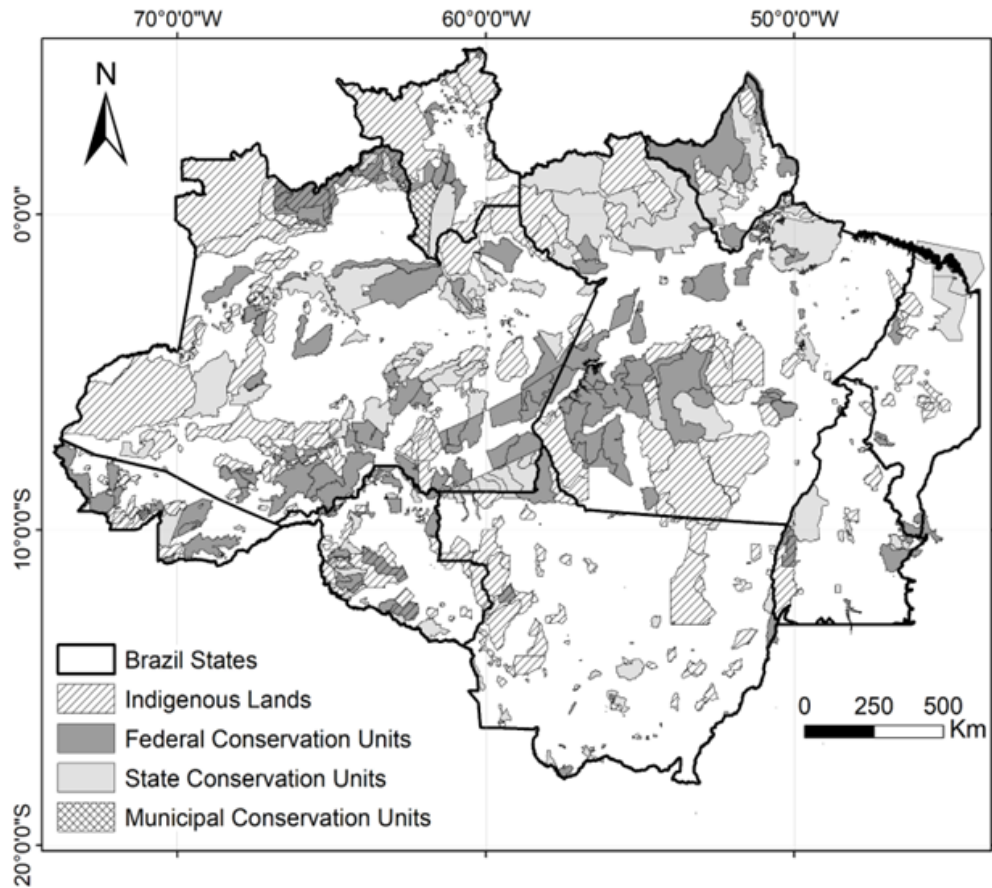 70°0'0"W 60°0'0"W 50°0'0"W
N
0°0'0"
10°0'0"S
20°0'0"S
Brazil States
Indigenous Lands
Federal Conservation Units
State Conservation Units
Municipal Conservation Units
0 250 500
Km